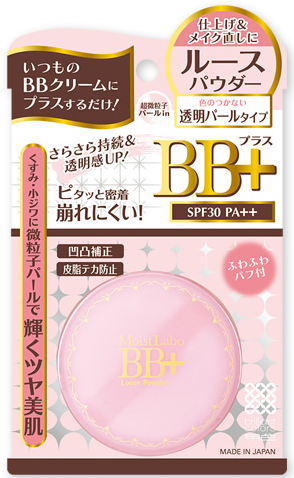 仕上げ&
メイク直しに
ルース
パウダー
色のつかない
透明パールタイプ
いつもの
BBクリームに
プラスするだけ!
超微粒子
パールin
さらさら持続&
透明感UP!
プラス
BB+
SPF30 PA++
ピタッと密着
崩れにくい!
くすみ・小ジワに微粒子パールで輝くツヤ美肌
凹凸補正
皮脂テカ防止
ふわふわ
パフ付
Moist Labo
BB+
Loose Powder
MADE IN JAPAN